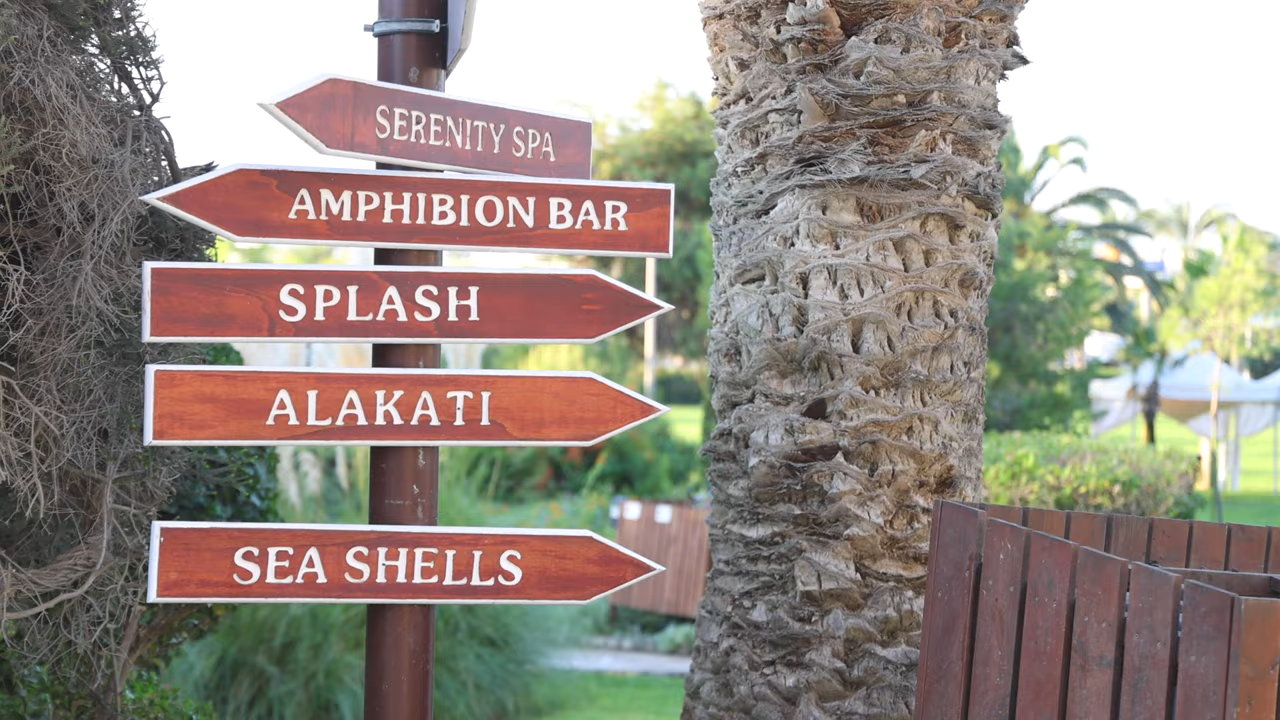 SERENITY SPA
AMPHIBION BAR
SPLASH
ALAKATI
SEA SHELLS